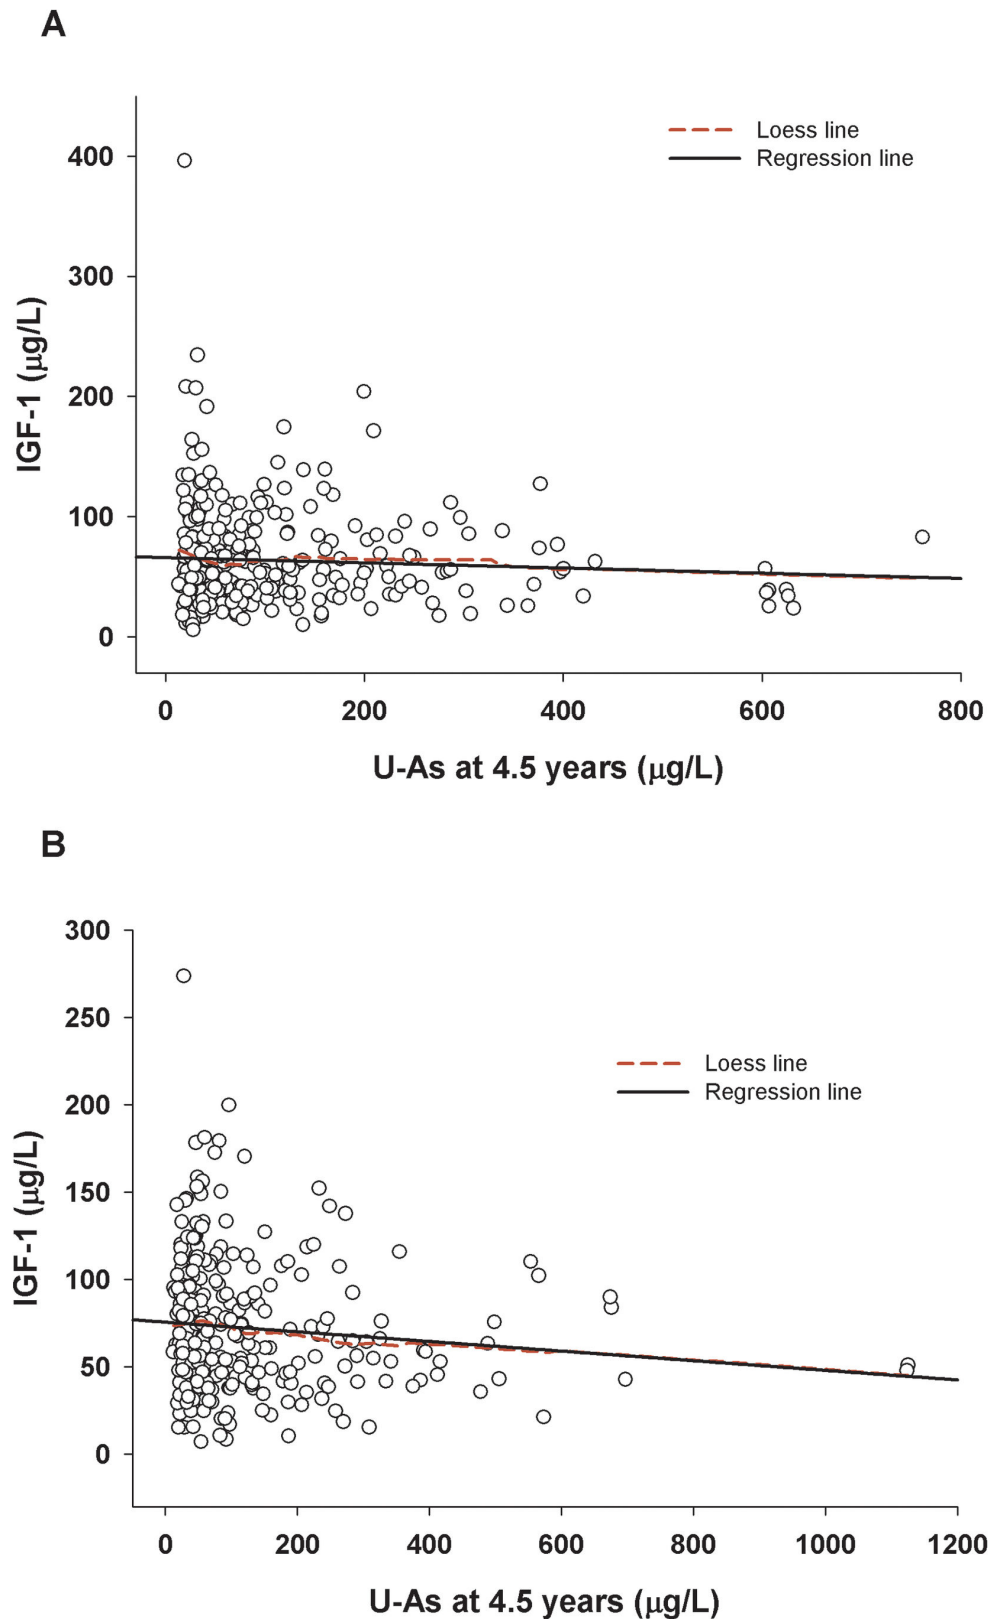 A
Loess line
Regression line
400
300
200
100
0
IGF-1 (µg/L)
0 200 400 600 800
U-As at 4.5 years (µg/L)
B
300
250
200
150
100
50
0
Loess line
Regression line
IGF-1 (µg/L)
0 200 400 600 800 1000 1200
U-As at 4.5 years (µg/L)